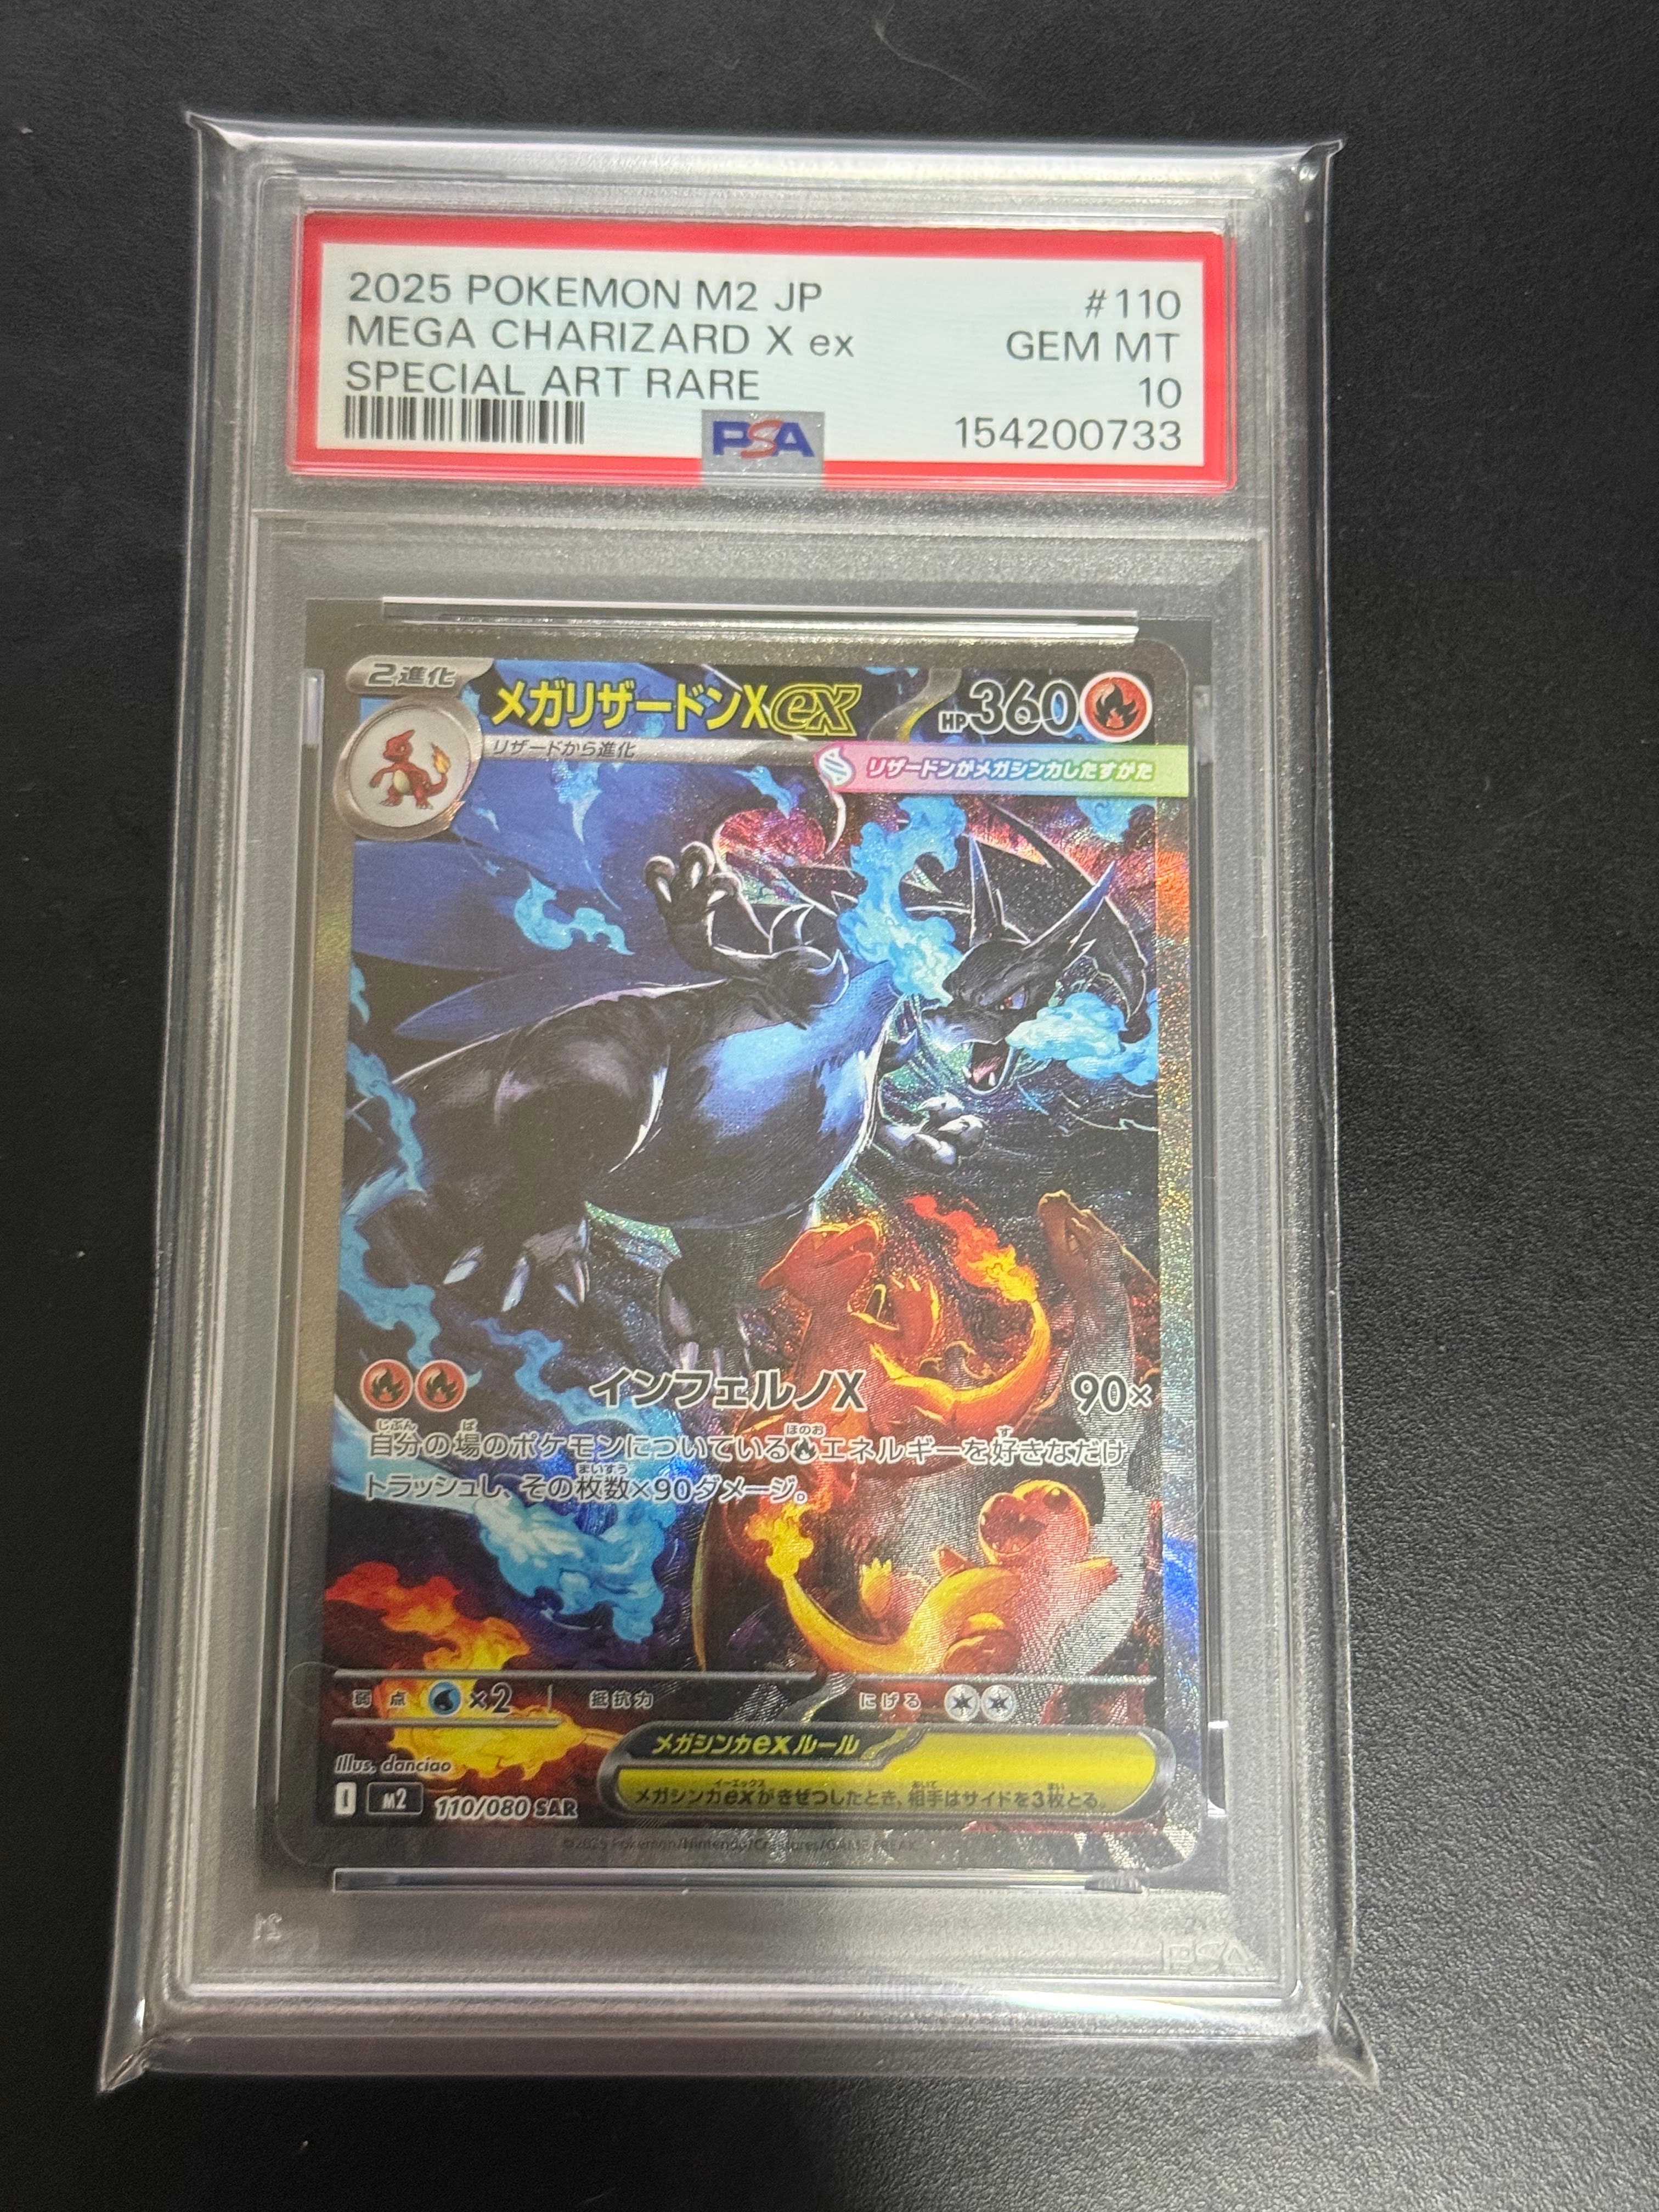 2025 POKEMON M2 JP #110
MEGA CHARIZARD X ex GEM MT
SPECIAL ART RARE 10
PSA 154200733
2進化
メガリザードンXex HP360
リザードから進化
リザードンがメガシンカしたすがた
インフェルノX 90×
自分の場のポケモンについている エネルギーを好きなだけ
トラッシュし、その枚数×90ダメージ。
弱点 ×2 抵抗力 にげる
メガシンカexルール
メガシンカexがきぜつしたとき、相手はサイドを3枚とる。
Illus. danciao
I M2 110/080 SAR
©2025 Pokémon/Nintendo/Creatures/GAME FREAK
PSA